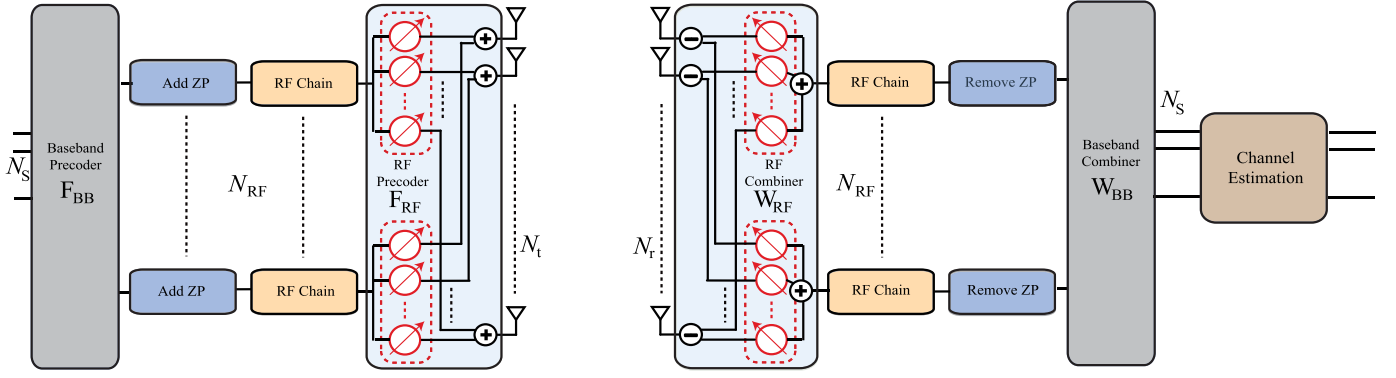 N_S
Baseband
Precoder
F_BB
Add ZP
RF Chain
N_RF
Add ZP
RF Chain
RF
Precoder
F_RF
N_t
N_r
RF
Combiner
W_RF
RF Chain
Remove ZP
N_RF
RF Chain
Remove ZP
Baseband
Combiner
W_BB
N_S
Channel
Estimation